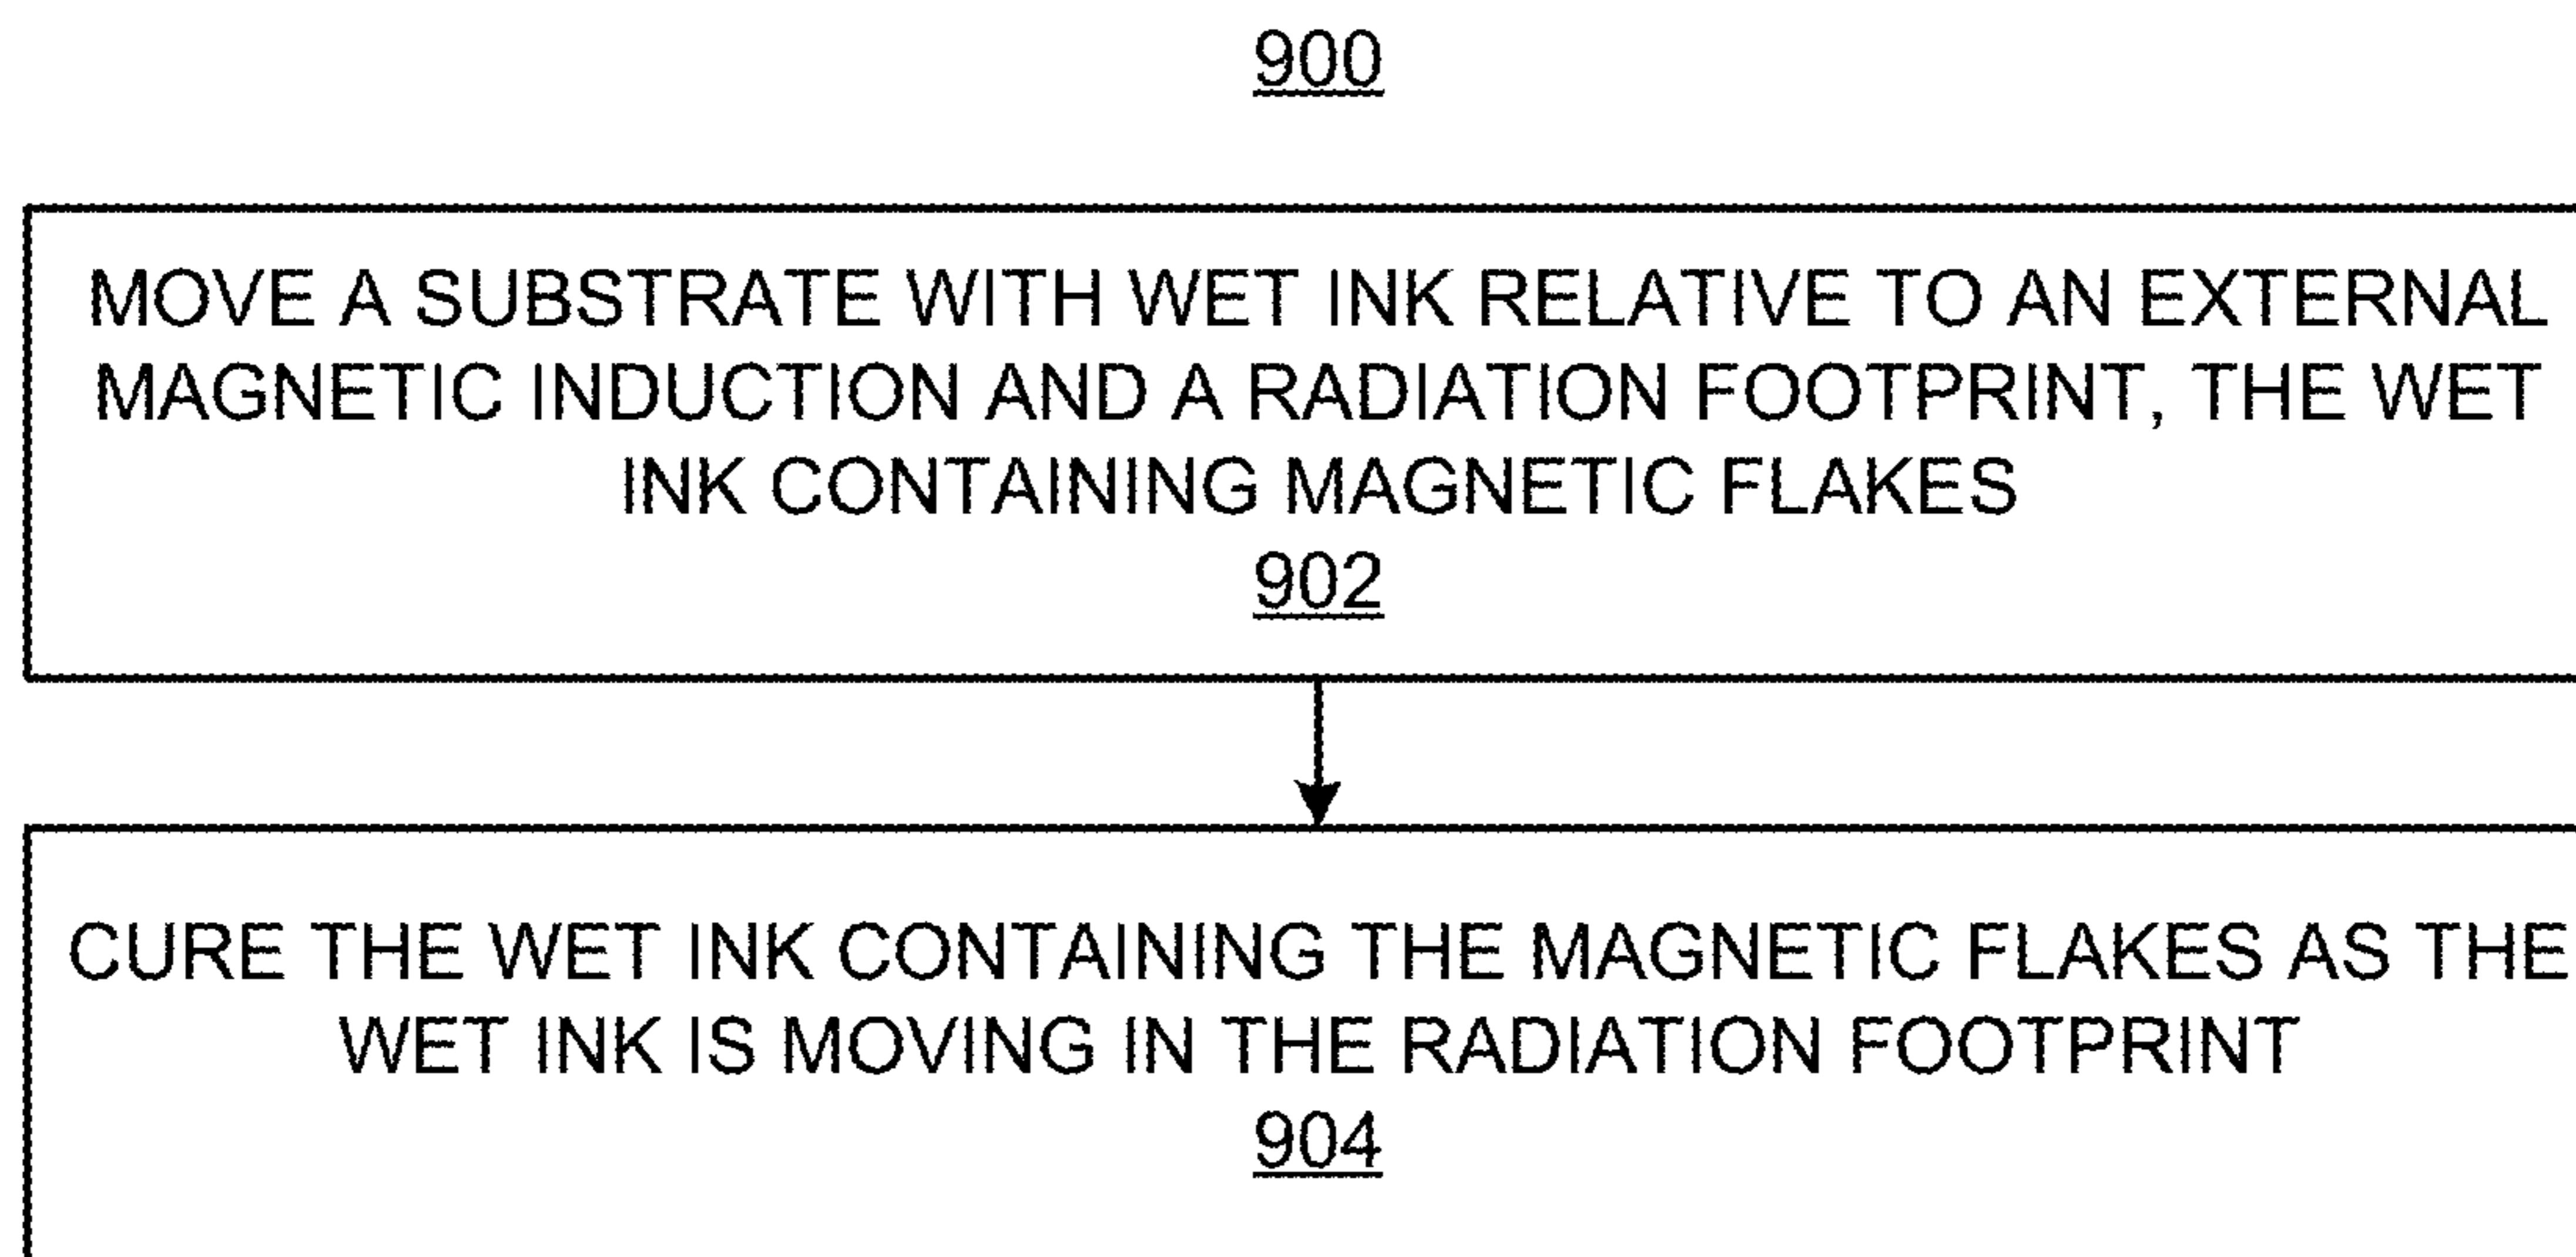 900
MOVE A SUBSTRATE WITH WET INK RELATIVE TO AN EXTERNAL
MAGNETIC INDUCTION AND A RADIATION FOOTPRINT, THE WET
INK CONTAINING MAGNETIC FLAKES
902
CURE THE WET INK CONTAINING THE MAGNETIC FLAKES AS THE
WET INK IS MOVING IN THE RADIATION FOOTPRINT
904